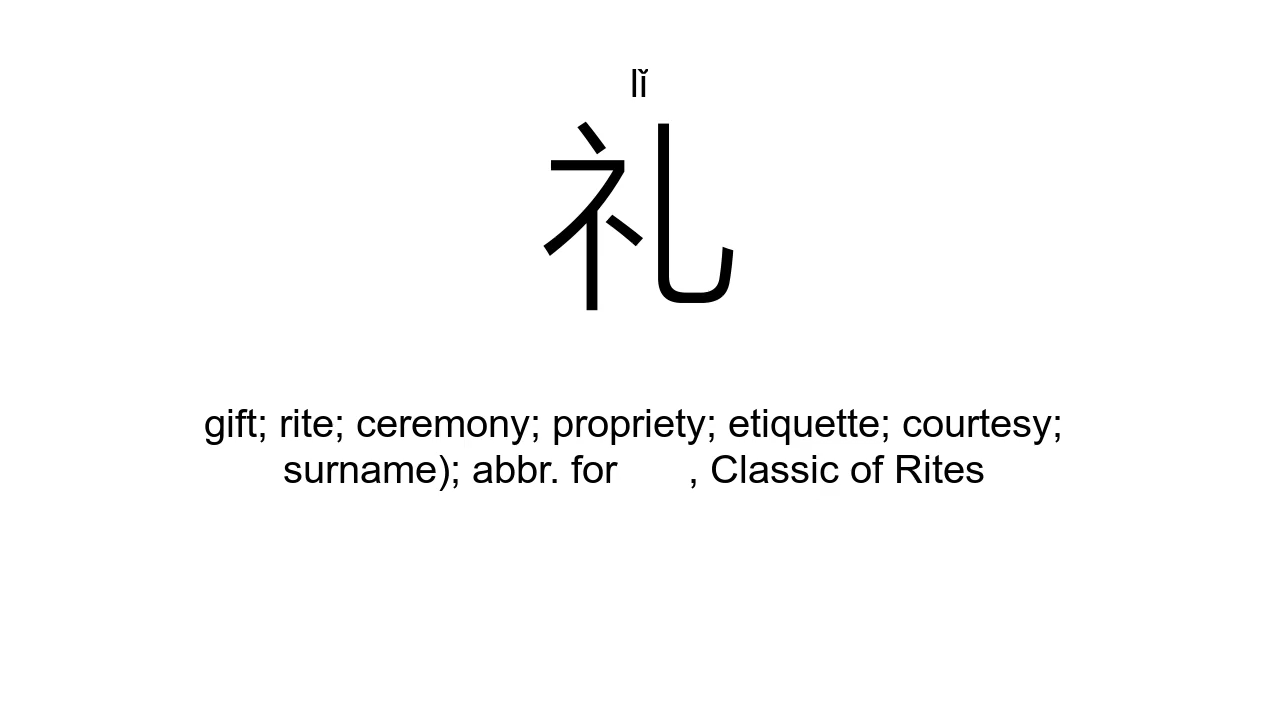 lǐ
礼
gift; rite; ceremony; propriety; etiquette; courtesy;
surname); abbr. for , Classic of Rites